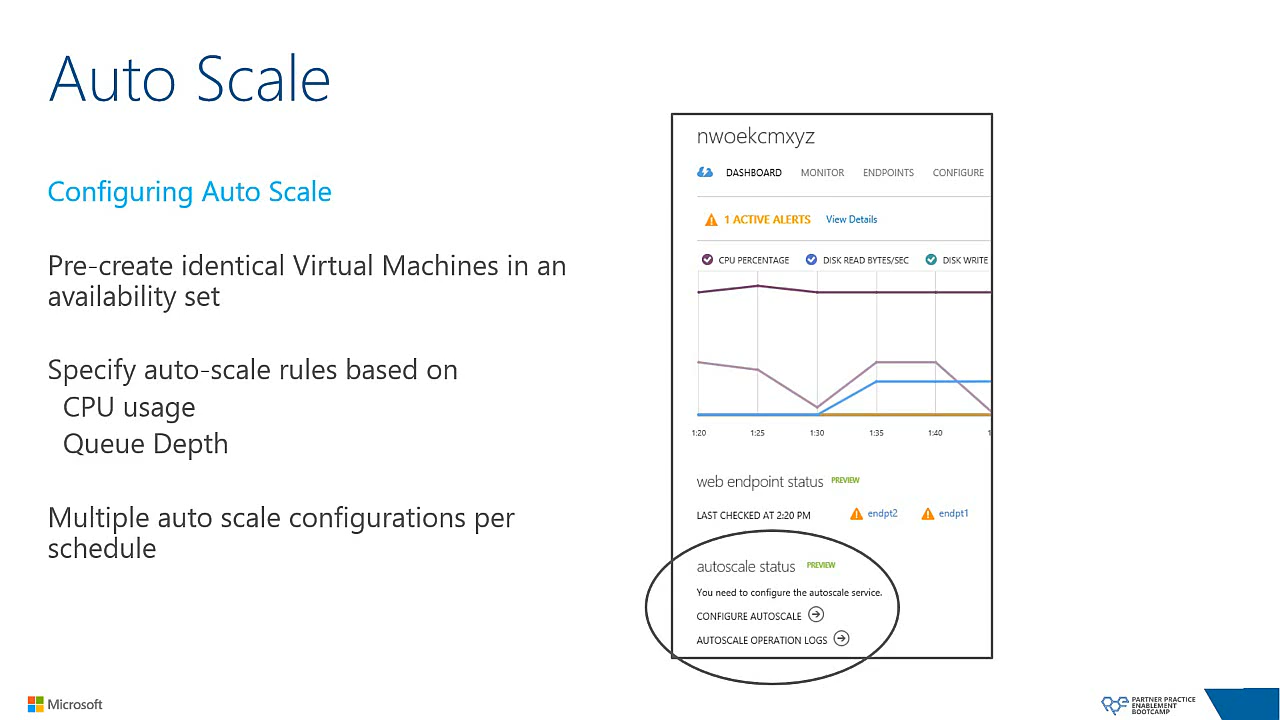 Auto Scale
Configuring Auto Scale
Pre-create identical Virtual Machines in an
availability set
Specify auto-scale rules based on
CPU usage
Queue Depth
Multiple auto scale configurations per
schedule
nwoekcmxyz
DASHBOARD MONITOR ENDPOINTS CONFIGURE
1 ACTIVE ALERTS View Details
CPU PERCENTAGE DISK READ BYTES/SEC DISK WRITE
1:20 1:25 1:30 1:35 1:40
web endpoint status PREVIEW
LAST CHECKED AT 2:20 PM endpt2 endpt1
autoscale status PREVIEW
You need to configure the autoscale service.
CONFIGURE AUTOSCALE
AUTOSCALE OPERATION LOGS
Microsoft
PARTNER PRACTICE
ENABLEMENT
BOOTCAMP